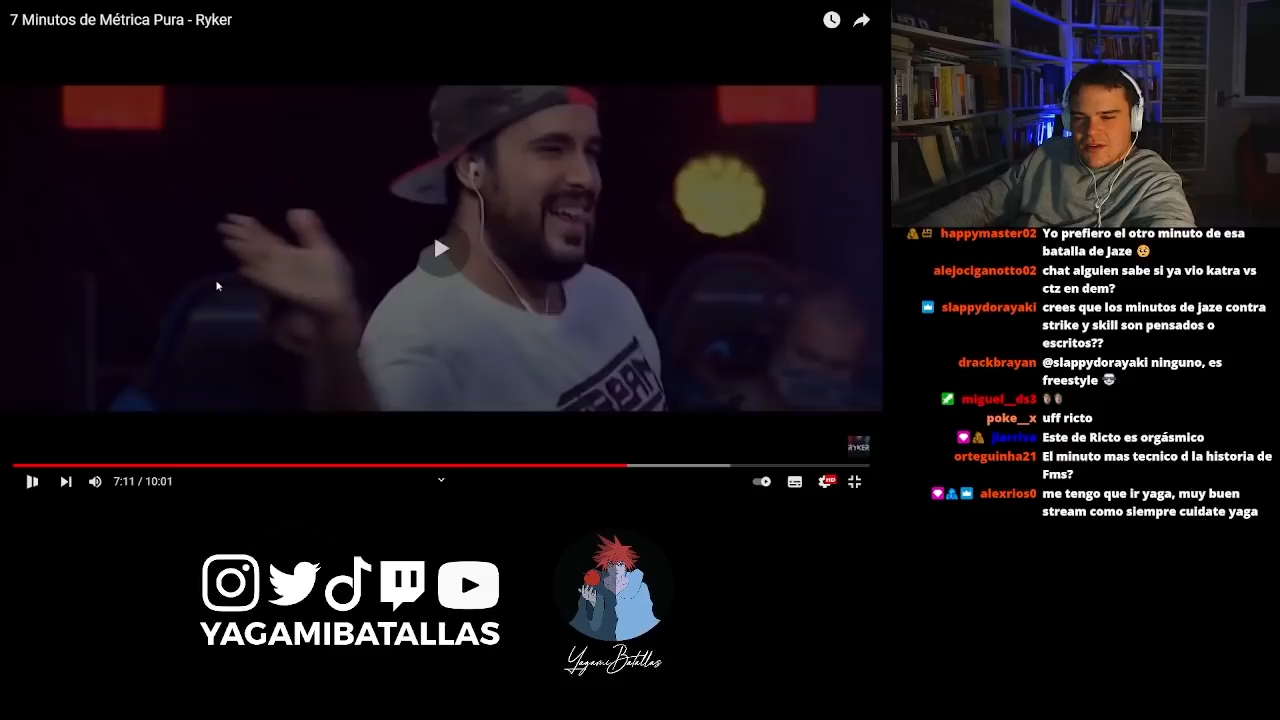 7 Minutos de Métrica Pura - Ryker
RYKER
7:11 / 10:01
HD
YAGAMIBATALLAS
YagamiBatallas
happymaster02 Yo prefiero el otro minuto de esa
batalla de Jaze 🥺
alejociganotto02 chat alguien sabe si ya vio katra vs
ctz en dem?
slappydorayaki crees que los minutos de jaze contra
strike y skill son pensados o
escritos??
drackbrayan @slappydorayaki ninguno, es
freestyle
miguel__ds3
poke__x uff ricto
Este de Ricto es orgásmico
orteguinha21 El minuto mas tecnico d la historia de
Fms?
alexrios0 me tengo que ir yaga, muy buen
stream como siempre cuidate yaga